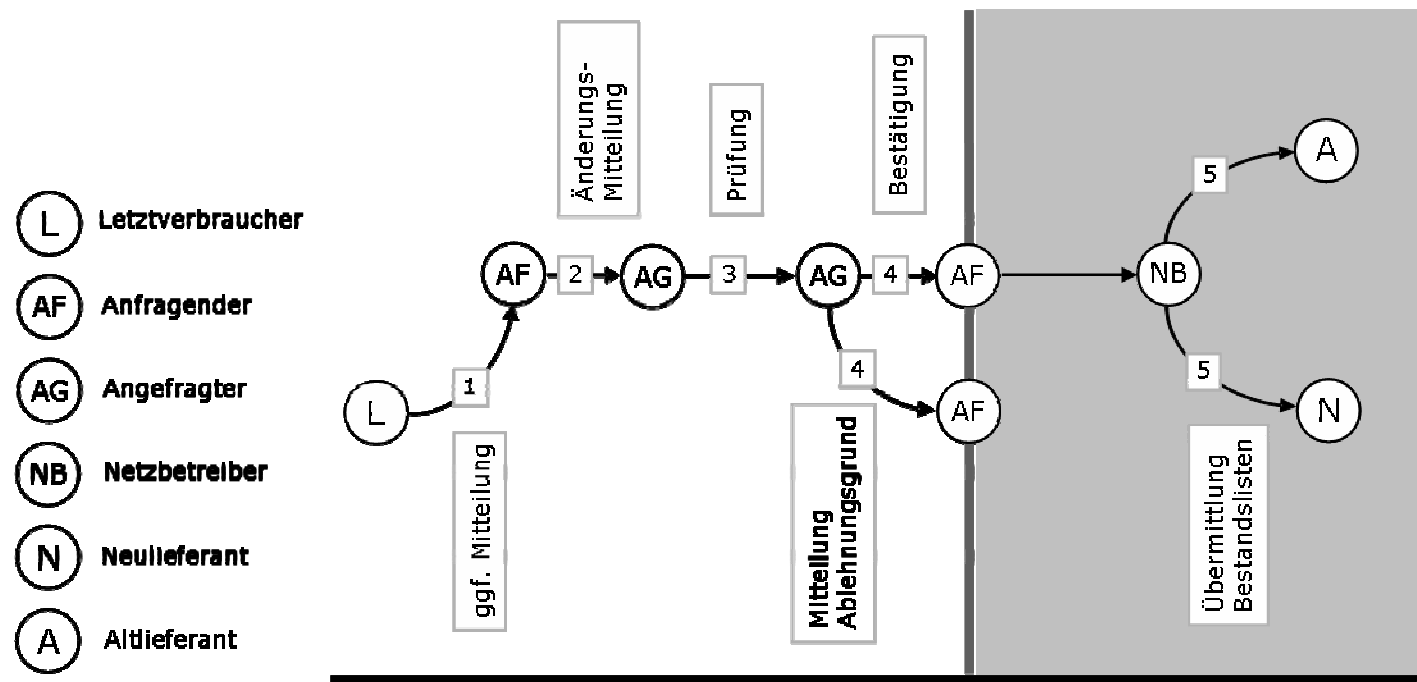 L Letztverbraucher
AF Anfragender
AG Angefragter
NB Netzbetreiber
N Neulieferant
A Altlieferant
Änderungs-
Mitteilung
Prüfung
Bestätigung
L
1
AF
2
AG
3
AG
4
AF
4
AF
NB
5
A
5
N
ggf. Mitteilung
Mitteilung
Ablehnungsgrund
Übermittlung
Bestandslisten